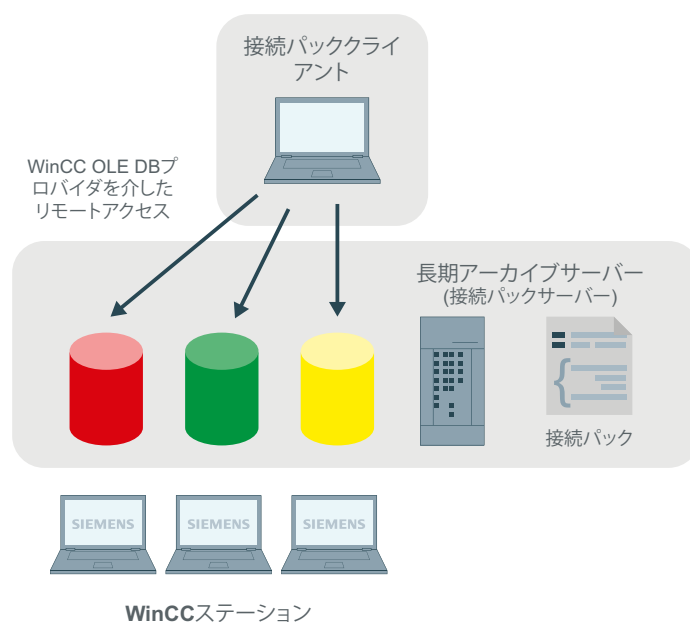 接続パッククライ
アント
WinCC OLE DBプ
ロバイダを介した
リモートアクセス
長期アーカイブサーバー
(接続パックサーバー)
{
接続パック
SIEMENS
SIEMENS
SIEMENS
WinCCステーション